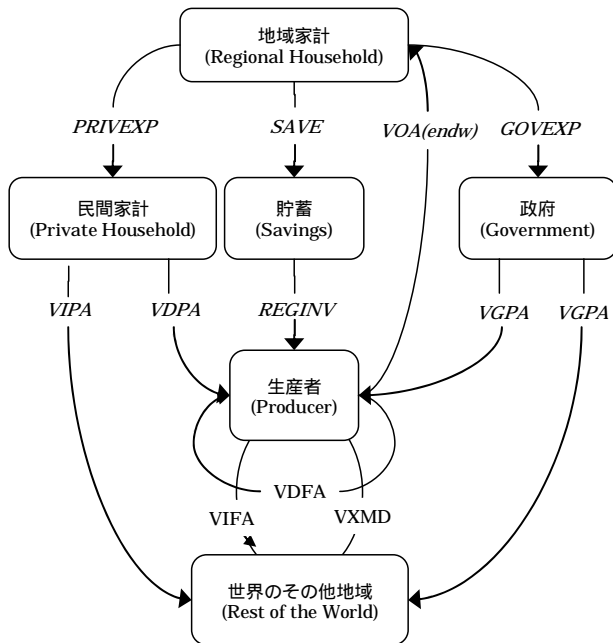 地域家計
(Regional Household)
PRIVEXP
SAVE
VOA(endw)
GOVEXP
民間家計
(Private Household)
貯蓄
(Savings)
政府
(Government)
VIPA
VDPA
REGINV
VGPA
VGPA
生産者
(Producer)
VDFA
VIFA
VXMD
世界のその他地域
(Rest of the World)